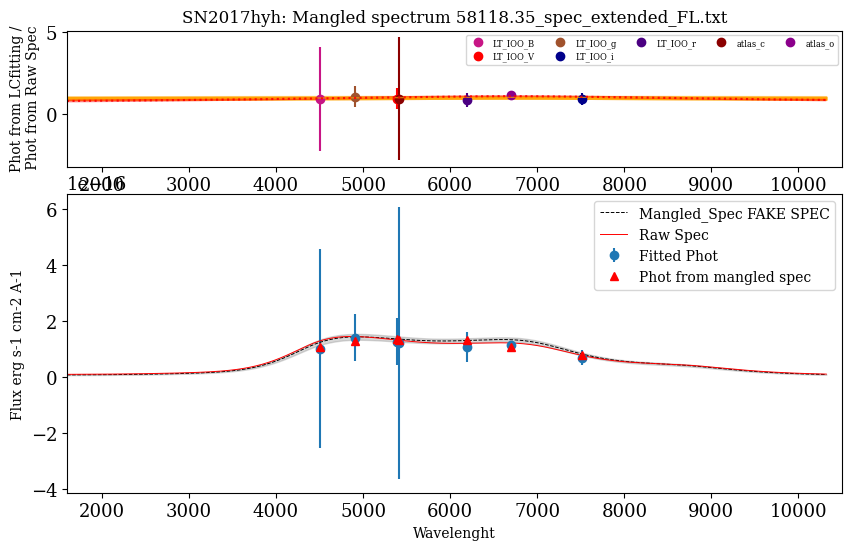 SN2017hyh: Mangled spectrum 58118.35_spec_extended_FL.txt
Phot from LCfitting /
Phot from Raw Spec
5
0
LT_IOO_B
LT_IOO_g
LT_IOO_r
atlas_c
atlas_o
LT_IOO_V
LT_IOO_i
2000 3000 4000 5000 6000 7000 8000 9000 10000
1e−16
Flux erg s-1 cm-2 A-1
6
4
2
0
−2
−4
Mangled_Spec FAKE SPEC
Raw Spec
Fitted Phot
Phot from mangled spec
2000 3000 4000 5000 6000 7000 8000 9000 10000
Wavelenght